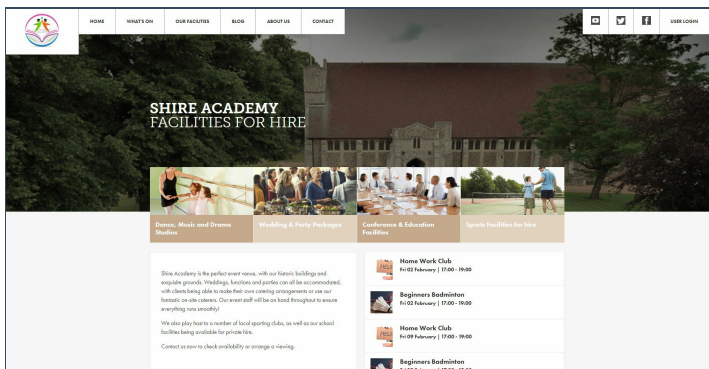 HOME WHAT'S ON OUR FACILITIES BLOG ABOUT US CONTACT USER LOGIN
SHIRE ACADEMY
FACILITIES FOR HIRE
Dance, Music and Drama
Studios
Wedding & Party Packages
Conference & Education
Facilities
Sports Facilities for hire
Shire Academy is the perfect event venue, with our historic buildings and
exquisite grounds. Weddings, functions and parties can all be accommodated,
with clients being able to make their own catering arrangements or use our
fantastic on-site caterers. Our event staff will be on hand throughout to ensure
everything runs smoothly!
We also play host to a number of local sporting clubs, as well as our school
facilities being available for private hire.
Contact us now to check availability or arrange a viewing.
Home Work Club
Fri 02 February | 17:00 - 19:00
Beginners Badminton
Fri 02 February | 17:00 - 19:00
Home Work Club
Fri 09 February | 17:00 - 19:00
Beginners Badminton